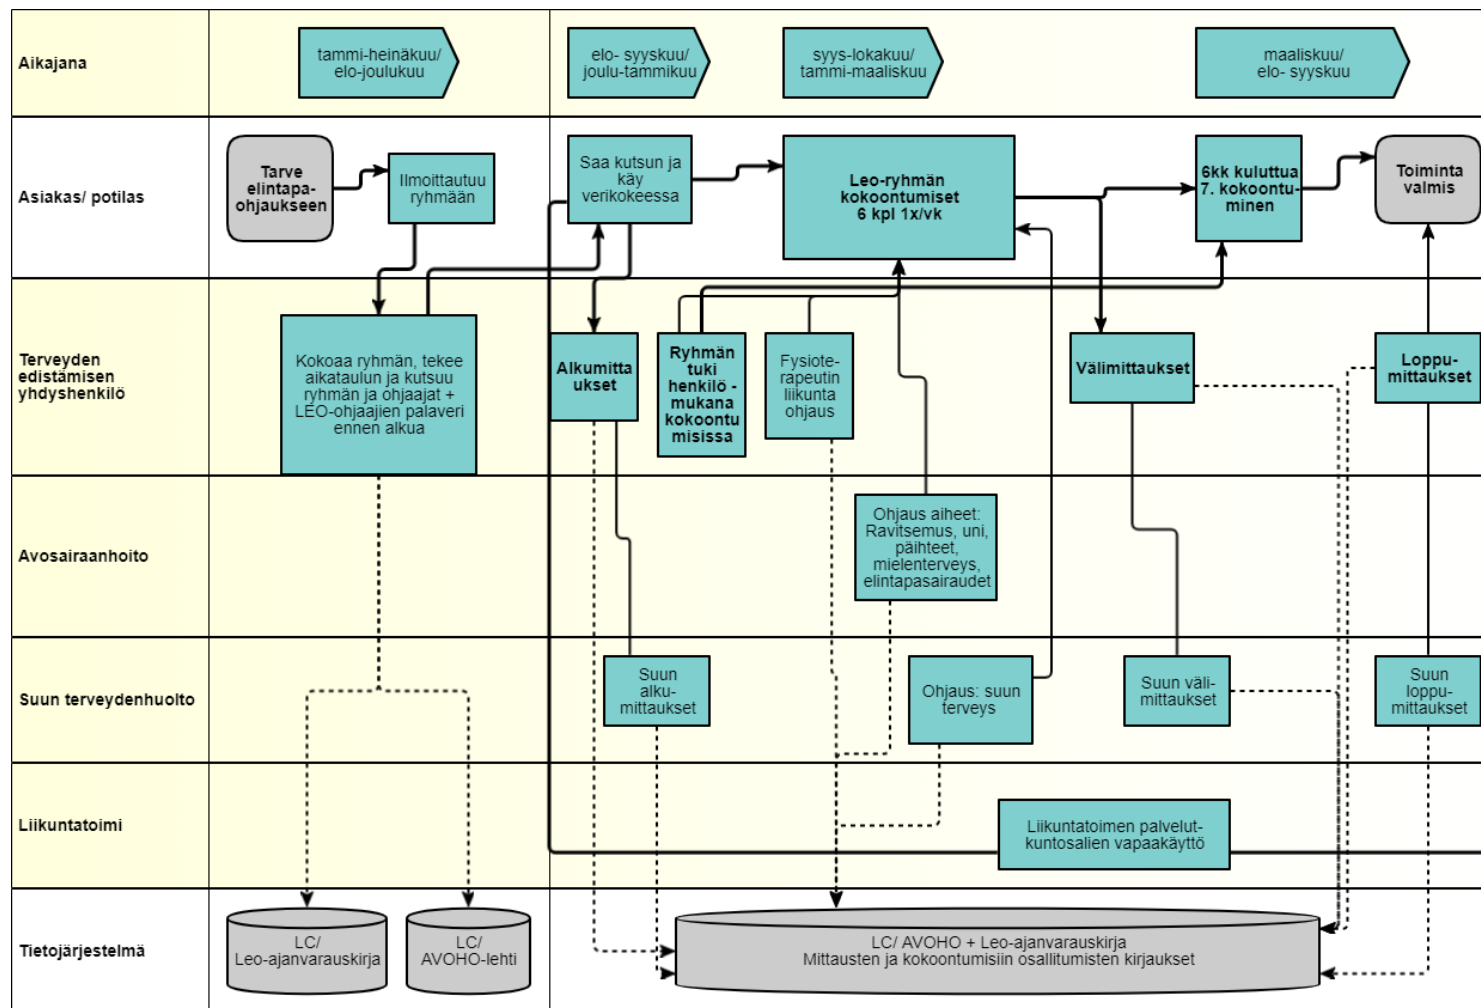 Aikajana
tammi-heinäkuu/
elo-joulukuu
elo- syyskuu/
joulu-tammikuu
syys-lokakuu/
tammi-maaliskuu
maaliskuu/
elo- syyskuu
Asiakas/ potilas
Tarve
elintapa-
ohjaukseen
Ilmoittautuu
ryhmään
Saa kutsun ja
käy
verikokeessa
Leo-ryhmän
kokoontumiset
6 kpl 1x/vk
6kk kuluttua
7. kokoontu-
minen
Toiminta
valmis
Terveyden
edistämisen
yhdyshenkilö
Kokoaa ryhmän, tekee
aikataulun ja kutsuu
ryhmän ja ohjaajat +
LEO-ohjaajien palaveri
ennen alkua
Alkumitta
ukset
Ryhmän
tuki
henkilö -
mukana
kokoontu
misissa
Fysiote-
rapeutin
liikunta
ohjaus
Välimittaukset
Loppu-
mittaukset
Avosairaanhoito
Ohjaus aiheet:
Ravitsemus, uni,
päihteet,
mielenterveys,
elintapasairaudet
Suun terveydenhuolto
Suun
alku-
mittaukset
Ohjaus: suun
terveys
Suun väli-
mittaukset
Suun
loppu-
mittaukset
Liikuntatoimi
Liikuntatoimen palvelut-
kuntosalien vapaakäyttö
Tietojärjestelmä
LC/
Leo-ajanvarauskirja
LC/
AVOHO-lehti
LC/ AVOHO + Leo-ajanvarauskirja
Mittausten ja kokoontumisiin osallitumisten kirjaukset